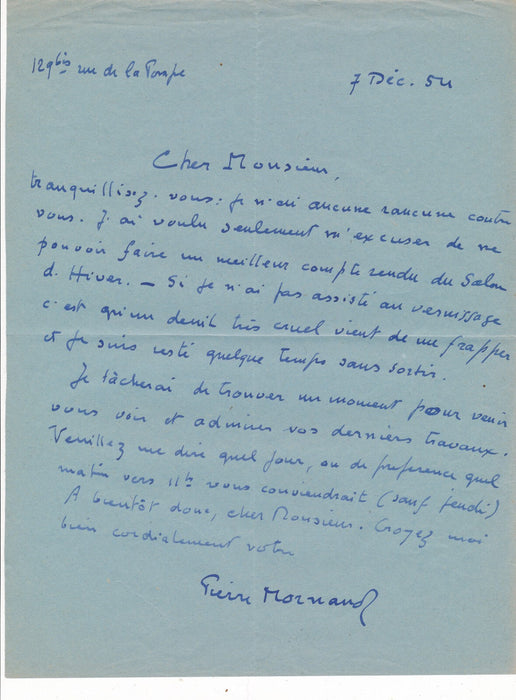 129bis rue de la Pompe
7 Déc. 54
Cher Monsieur,
tranquillisez-vous : je n'ai aucune rancune contre
vous. J'ai voulu seulement m'excuser de ne
pouvoir faire un meilleur compte rendu du Salon
d'Hiver. — Si je n'ai pas assisté au vernissage
c'est qu'un deuil très cruel vient de me frapper
et je suis resté quelque temps sans sortir.
Je tâcherai de trouver un moment pour venir
vous voir et admirer vos derniers travaux.
Veuillez me dire quel jour, ou de preference quel
matin vers 11h vous conviendrait (sauf jeudi)
A bientôt donc, cher Monsieur. Croyez moi
bien cordialement votre
Pierre Mornand